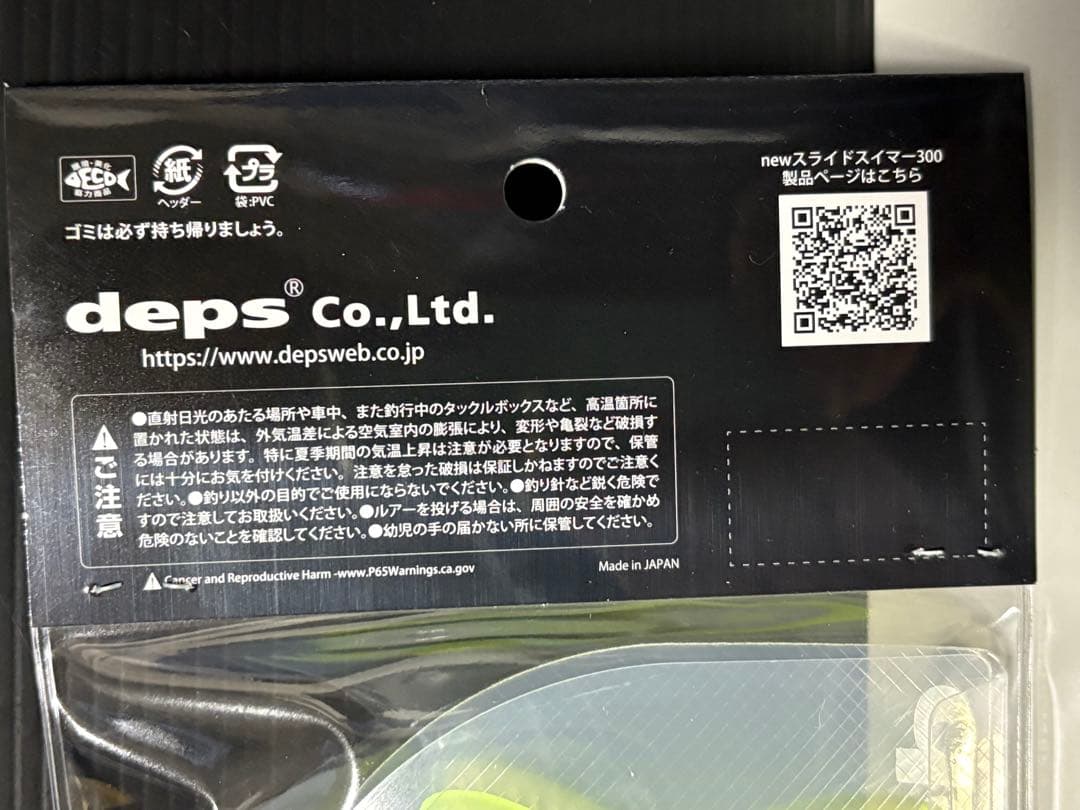 環境・美化
ECO
協力商品
紙
ヘッダー
プラ
袋:PVC
ゴミは必ず持ち帰りましょう。
newスライドスイマー300
製品ページはこちら
deps® Co.,Ltd.
https://www.depsweb.co.jp
ご注意
●直射日光のあたる場所や車中、また釣行中のタックルボックスなど、高温箇所に
置かれた状態は、外気温差による空気室内の膨張により、変形や亀裂など破損す
る場合があります。特に夏季期間の気温上昇は注意が必要となりますので、保管
には十分にお気を付けください。注意を怠った破損は保証しかねますのでご注意く
ださい。●釣り以外の目的でご使用にならないでください。●釣り針など鋭く危険で
すので注意してお取扱いください。●ルアーを投げる場合は、周囲の安全を確かめ
危険のないことを確認してください。●幼児の手の届かない所に保管してください。
Cancer and Reproductive Harm -www.P65Warnings.ca.gov
Made in JAPAN